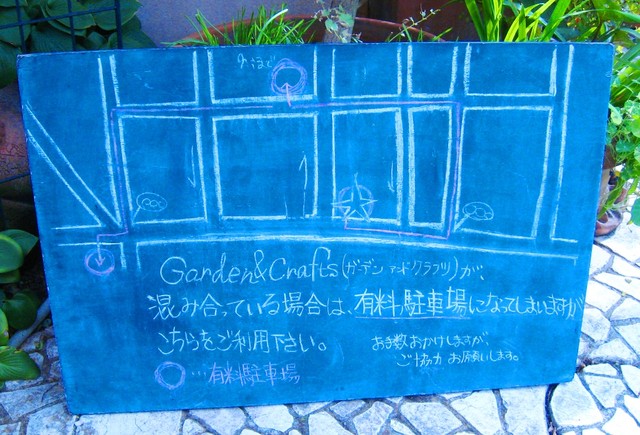 ほど
Garden&Crafts(ガーデンアンドクラフツ)が、
混み合っている場合は、有料駐車場になってしまいますが
こちらをご利用下さい。
お手数おかけしますが、
ご協力お願いします。
…有料駐車場